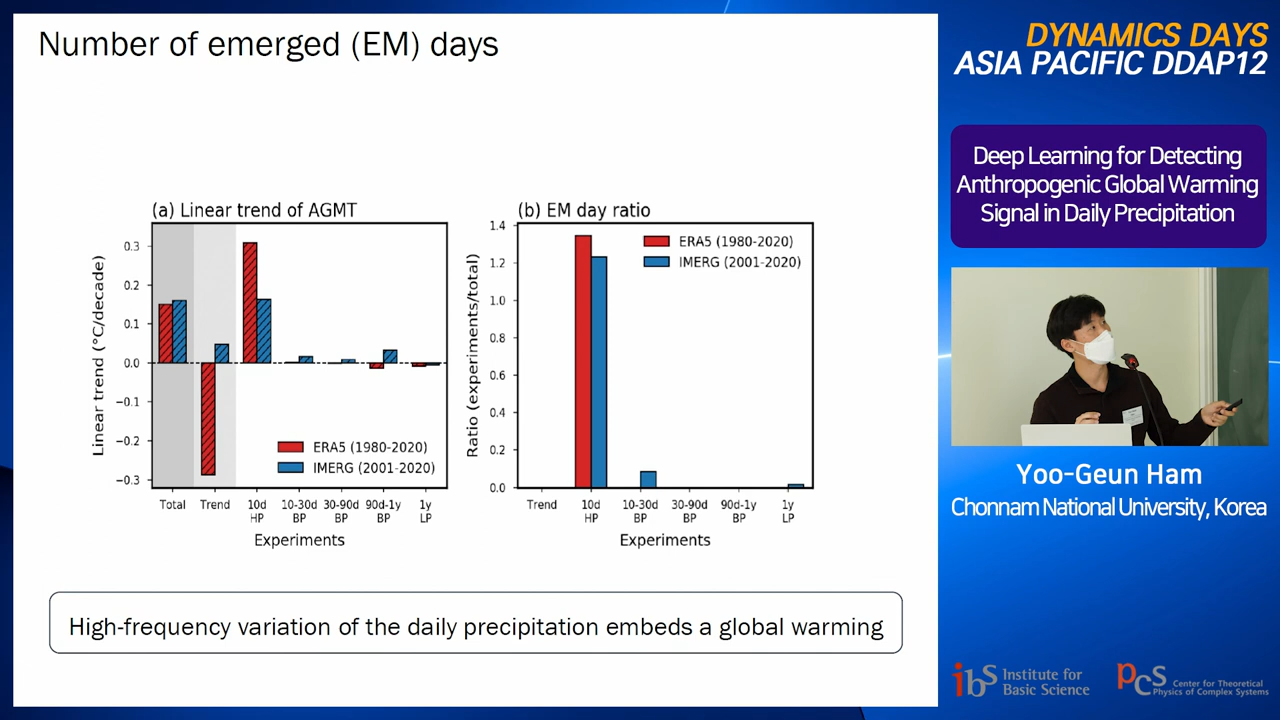 Number of emerged (EM) days
(a) Linear trend of AGMT
Linear trend (°C/decade)
0.3
0.2
0.1
0.0
−0.1
−0.2
−0.3
ERA5 (1980-2020)
IMERG (2001-2020)
Total
Trend
10d
HP
10-30d
BP
30-90d
BP
90d-1y
BP
1y
LP
Experiments
(b) EM day ratio
Ratio (experiments/total)
1.4
1.2
1.0
0.8
0.6
0.4
0.2
0.0
ERA5 (1980-2020)
IMERG (2001-2020)
Trend
10d
HP
10-30d
BP
30-90d
BP
90d-1y
BP
1y
LP
Experiments
High-frequency variation of the daily precipitation embeds a global warming
DYNAMICS DAYS
ASIA PACIFIC DDAP12
Deep Learning for Detecting
Anthropogenic Global Warming
Signal in Daily Precipitation
Yoo-Geun Ham
Chonnam National University, Korea
ibs Institute for
Basic Science
pcs Center for Theoretical
Physics of Complex Systems